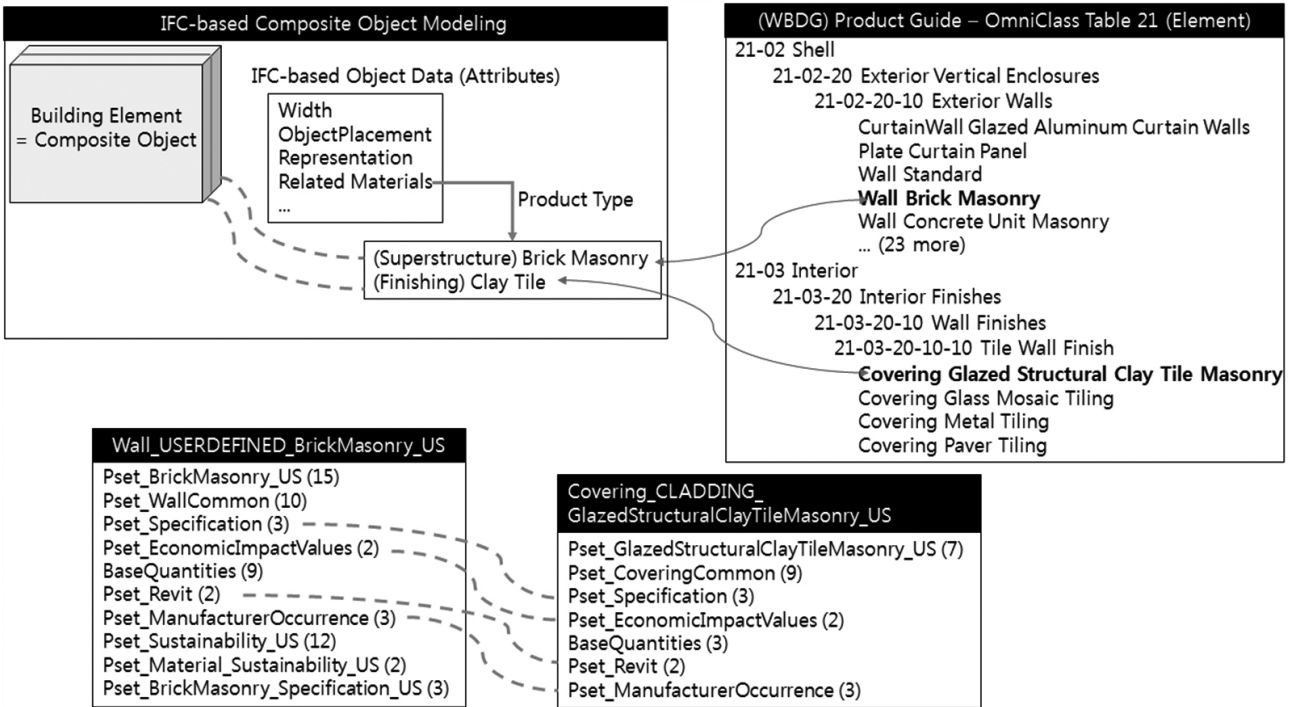 IFC-based Composite Object Modeling
Building Element
= Composite Object
IFC-based Object Data (Attributes)
Width
ObjectPlacement
Representation
Related Materials
...
Product Type
(Superstructure) Brick Masonry
(Finishing) Clay Tile
(WBDG) Product Guide – OmniClass Table 21 (Element)
21-02 Shell
21-02-20 Exterior Vertical Enclosures
21-02-20-10 Exterior Walls
CurtainWall Glazed Aluminum Curtain Walls
Plate Curtain Panel
Wall Standard
Wall Brick Masonry
Wall Concrete Unit Masonry
... (23 more)
21-03 Interior
21-03-20 Interior Finishes
21-03-20-10 Wall Finishes
21-03-20-10-10 Tile Wall Finish
Covering Glazed Structural Clay Tile Masonry
Covering Glass Mosaic Tiling
Covering Metal Tiling
Covering Paver Tiling
Wall_USERDEFINED_BrickMasonry_US
Pset_BrickMasonry_US (15)
Pset_WallCommon (10)
Pset_Specification (3)
Pset_EconomicImpactValues (2)
BaseQuantities (9)
Pset_Revit (2)
Pset_ManufacturerOccurrence (3)
Pset_Sustainability_US (12)
Pset_Material_Sustainability_US (2)
Pset_BrickMasonry_Specification_US (3)
Covering_CLADDING_
GlazedStructuralClayTileMasonry_US
Pset_GlazedStructuralClayTileMasonry_US (7)
Pset_CoveringCommon (9)
Pset_Specification (3)
Pset_EconomicImpactValues (2)
BaseQuantities (3)
Pset_Revit (2)
Pset_ManufacturerOccurrence (3)